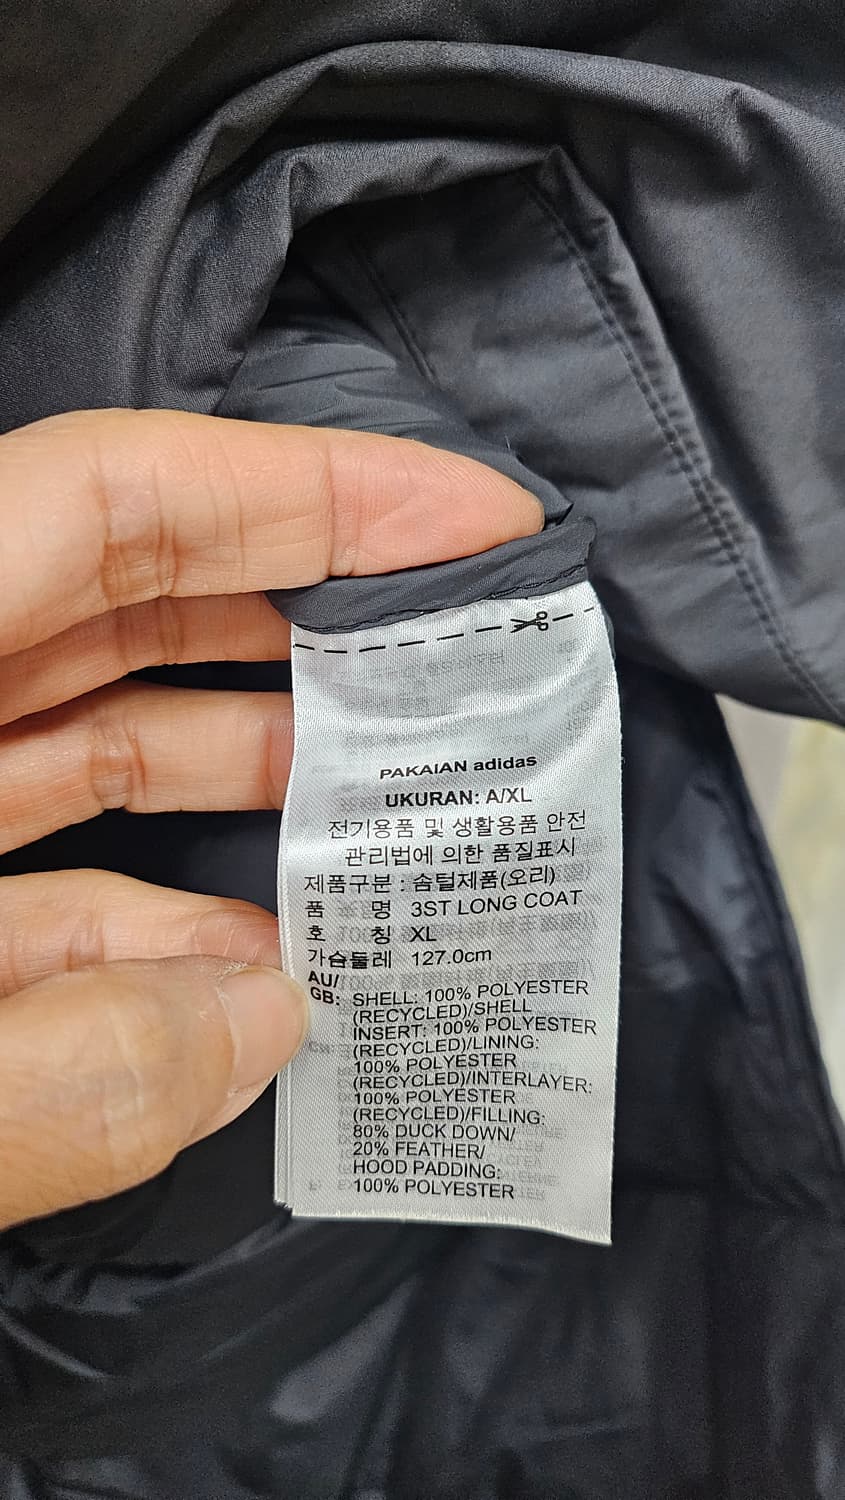 PAKAIAN adidas
UKURAN: A/XL
전기용품 및 생활용품 안전
관리법에 의한 품질표시
제품구분 : 솜털제품(오리)
품 명 3ST LONG COAT
호 칭 XL
가슴둘레 127.0cm
AU/
GB: SHELL: 100% POLYESTER
(RECYCLED)/SHELL
INSERT: 100% POLYESTER
(RECYCLED)/LINING:
100% POLYESTER
(RECYCLED)/INTERLAYER:
100% POLYESTER
(RECYCLED)/FILLING:
80% DUCK DOWN/
20% FEATHER/
HOOD PADDING:
100% POLYESTER